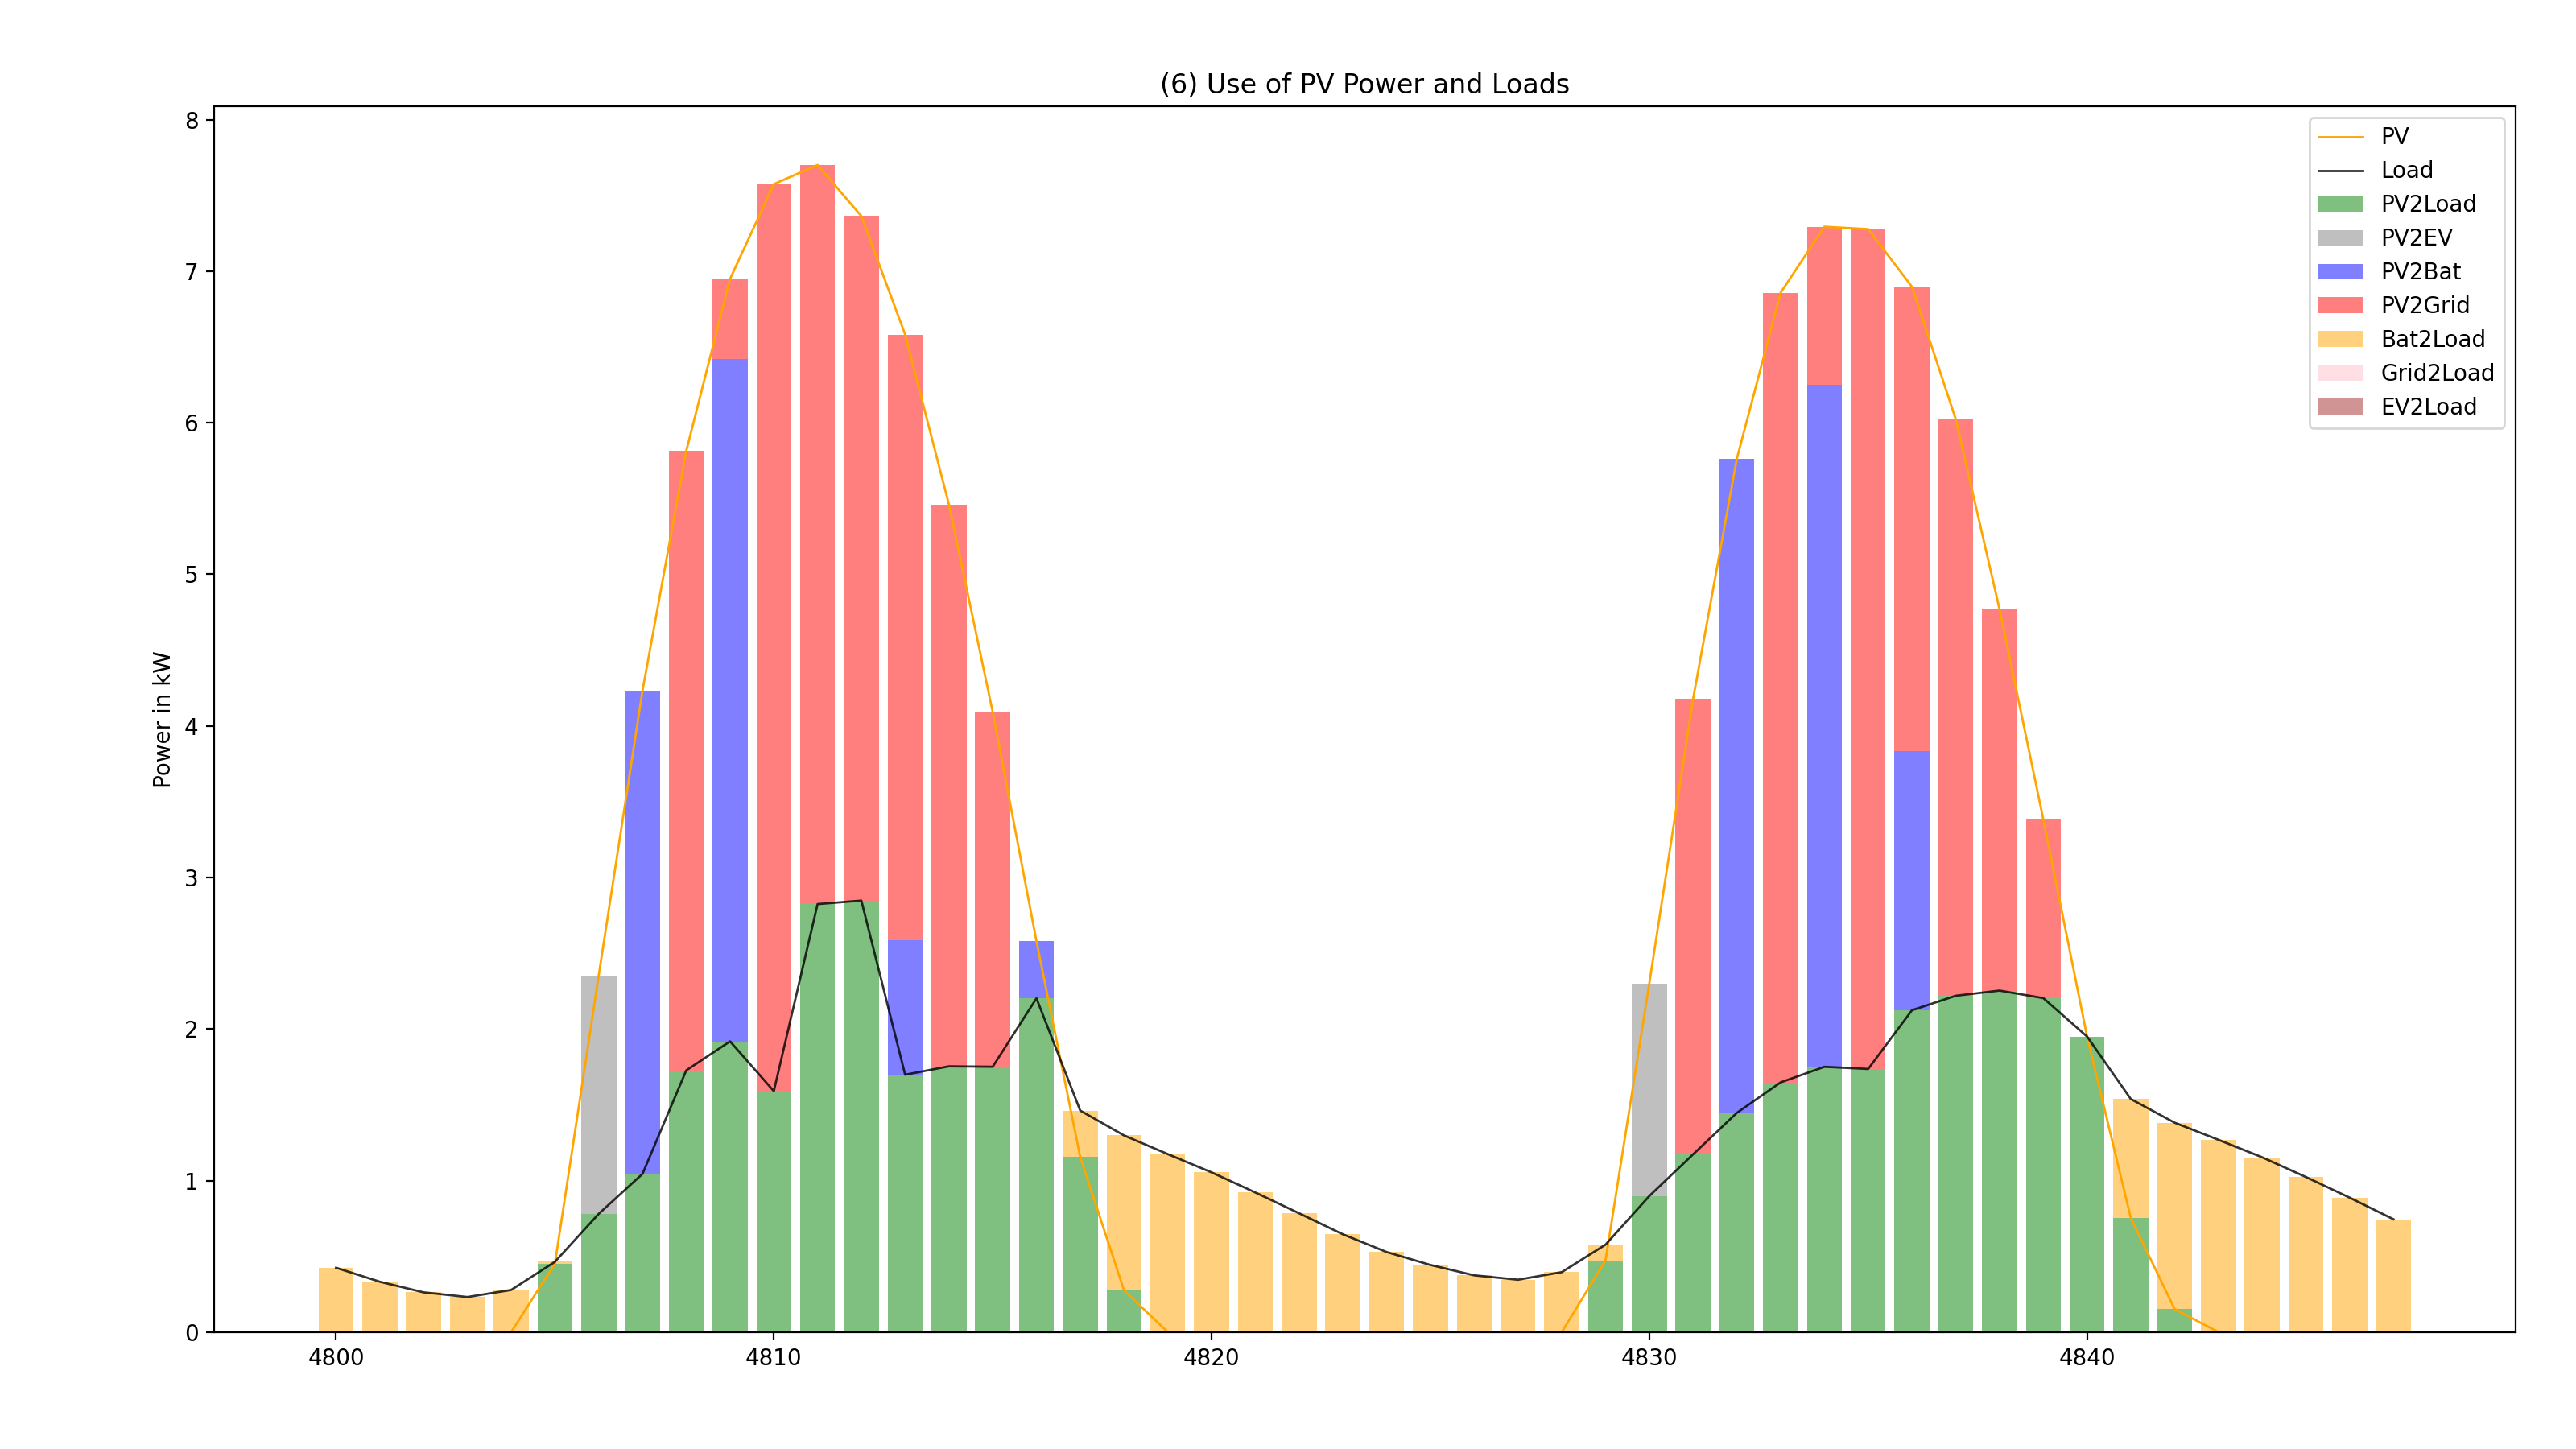 (6) Use of PV Power and Loads
Power in kW
8
7
6
5
4
3
2
1
0
4800
4810
4820
4830
4840
PV
Load
PV2Load
PV2EV
PV2Bat
PV2Grid
Bat2Load
Grid2Load
EV2Load